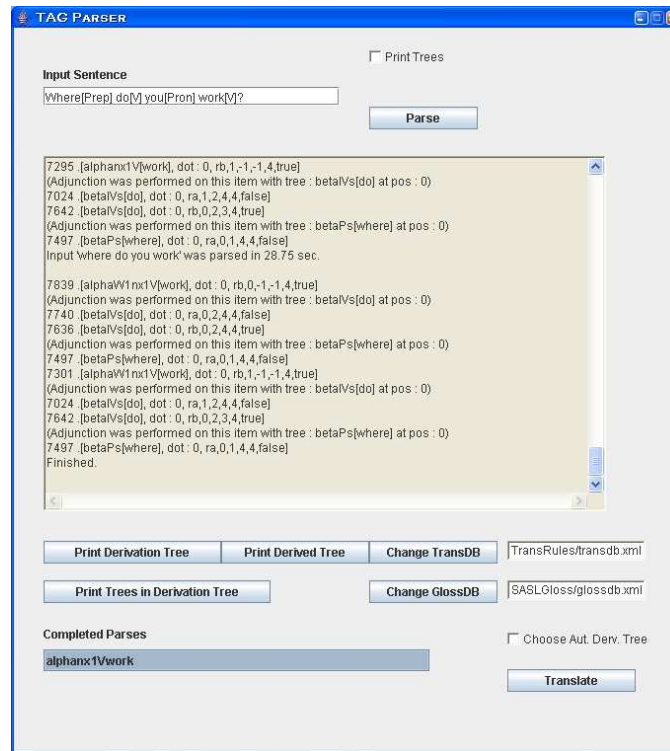 TAG PARSER
Print Trees
Input Sentence
Where[Prep] do[V] you[Pron] work[V]?
Parse
7295 .[alphanx1V[work], dot : 0, rb,1,-1,-1,4,true]
(Adjunction was performed on this item with tree : betaIVs[do] at pos : 0)
7024 .[betaIVs[do], dot : 0, ra,1,2,4,4,false]
7642 .[betaIVs[do], dot : 0, rb,0,2,3,4,true]
(Adjunction was performed on this item with tree : betaPs[where] at pos : 0)
7497 .[betaPs[where], dot : 0, ra,0,1,4,4,false]
Input 'where do you work' was parsed in 28.75 sec.
7839 .[alphaW1nx1V[work], dot : 0, rb,0,-1,-1,4,true]
(Adjunction was performed on this item with tree : betaIVs[do] at pos : 0)
7740 .[betaIVs[do], dot : 0, ra,0,2,4,4,false]
7636 .[betaIVs[do], dot : 0, rb,0,2,4,4,true]
(Adjunction was performed on this item with tree : betaPs[where] at pos : 0)
7497 .[betaPs[where], dot : 0, ra,0,1,4,4,false]
7301 .[alphaW1nx1V[work], dot : 0, rb,1,-1,-1,4,true]
(Adjunction was performed on this item with tree : betaIVs[do] at pos : 0)
7024 .[betaIVs[do], dot : 0, ra,1,2,4,4,false]
7642 .[betaIVs[do], dot : 0, rb,0,2,3,4,true]
(Adjunction was performed on this item with tree : betaPs[where] at pos : 0)
7497 .[betaPs[where], dot : 0, ra,0,1,4,4,false]
Finished.
Print Derivation Tree Print Derived Tree Change TransDB TransRules/transdb.xml
Print Trees in Derivation Tree Change GlossDB SASLGloss/glossdb.xml
Completed Parses
Choose Aut. Derv. Tree
alphanx1Vwork
Translate